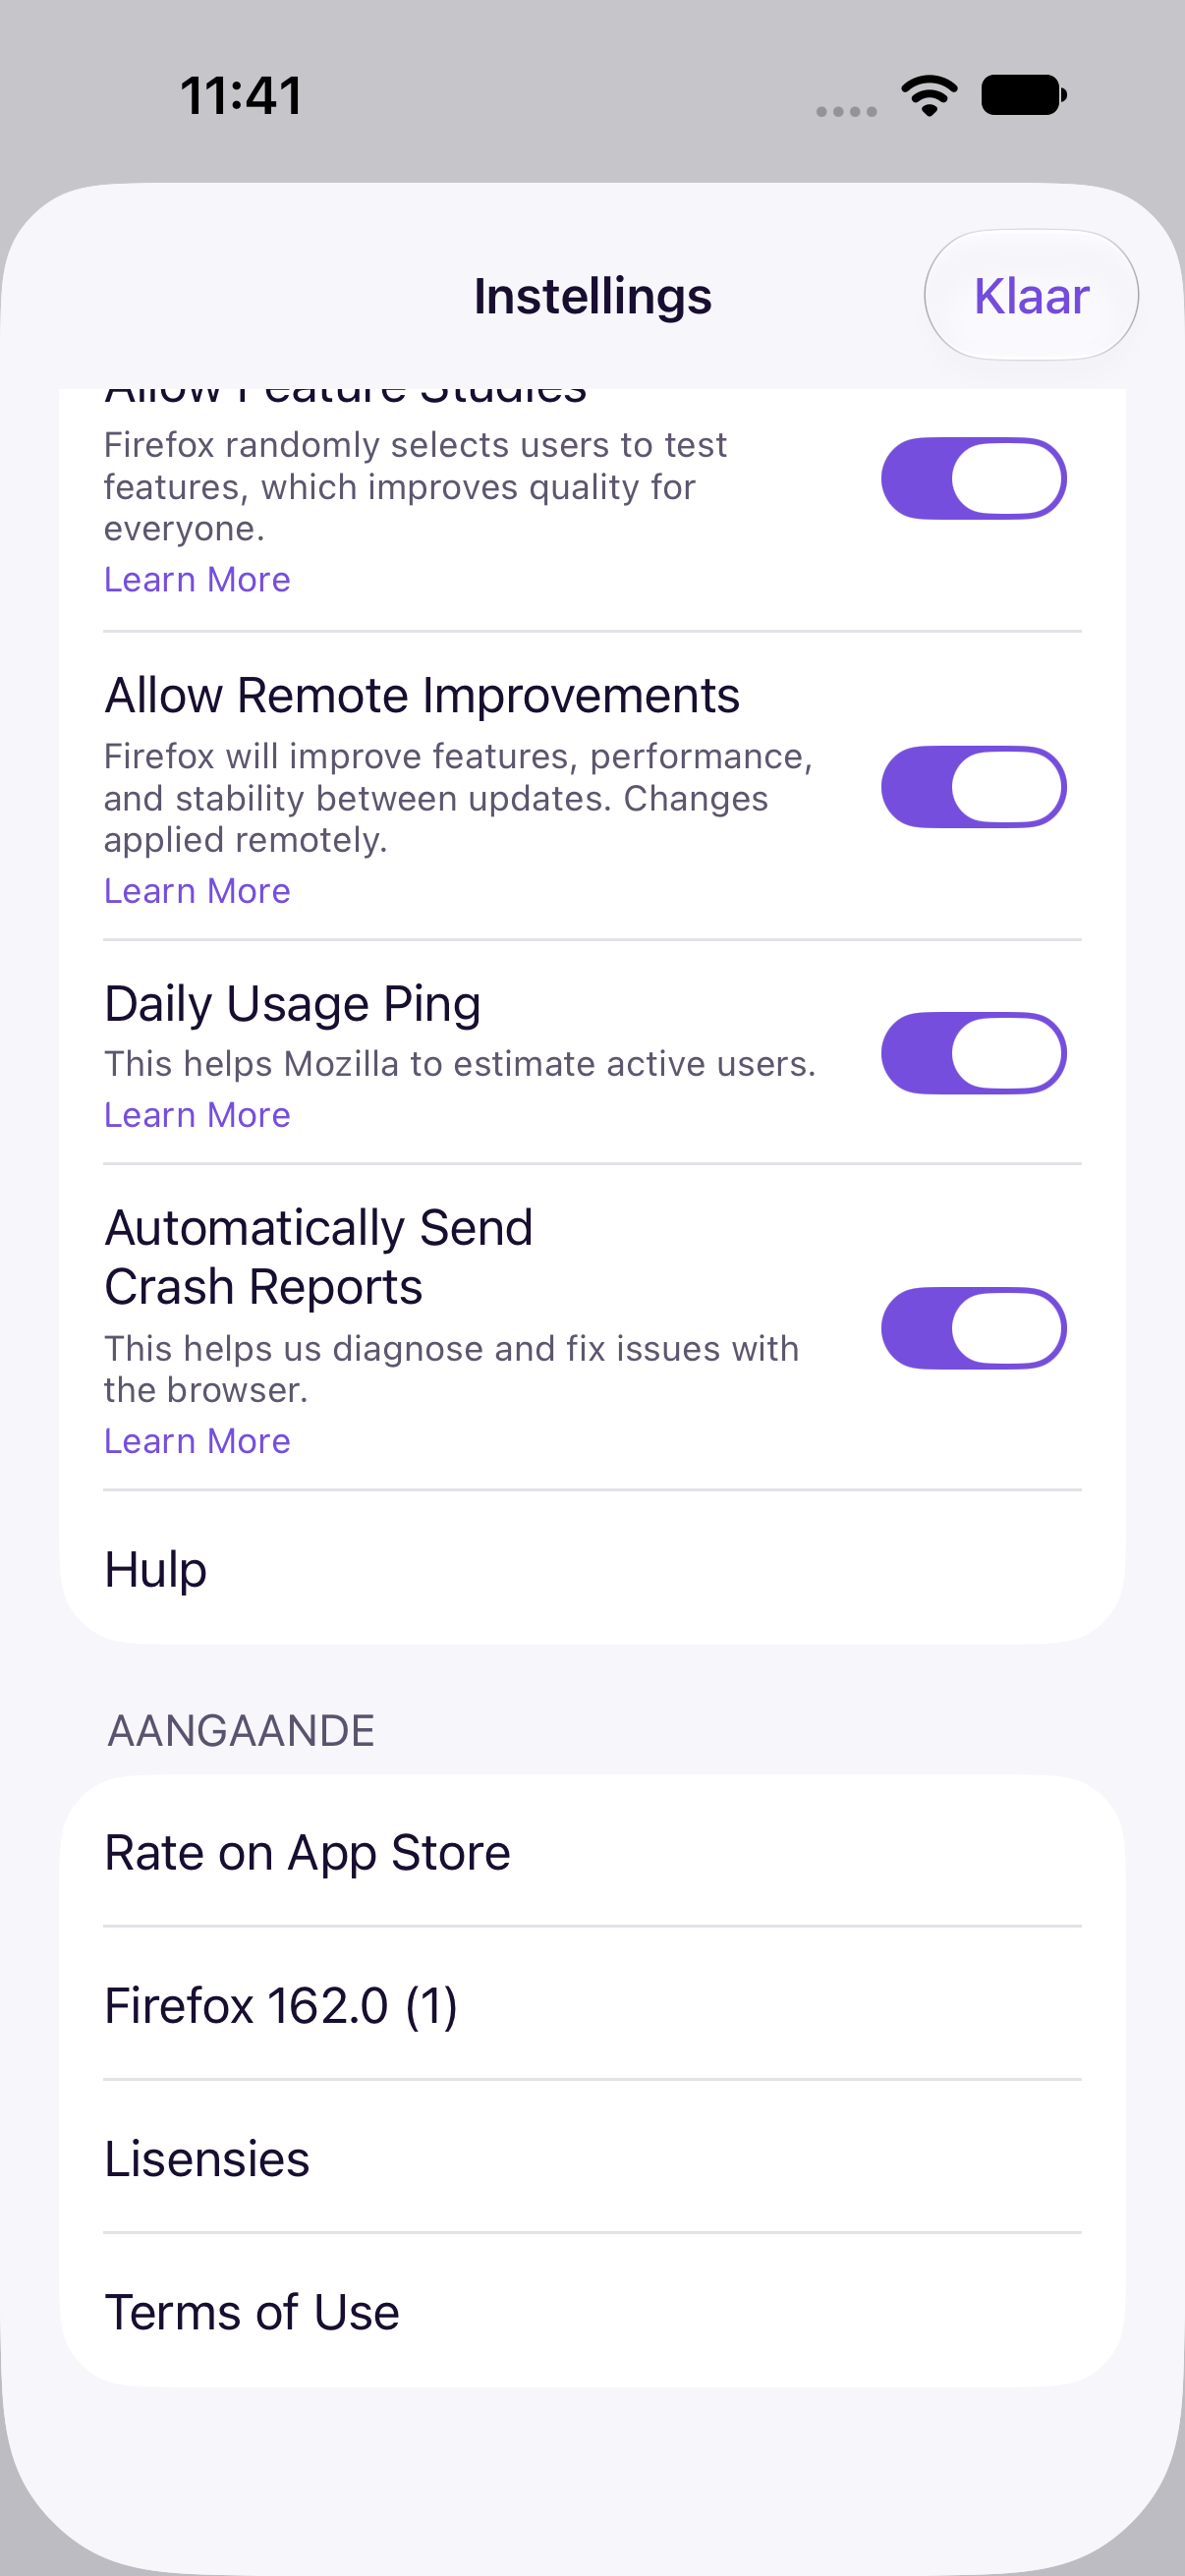 11:41
Instellings
Klaar
Allow Feature Studies
Firefox randomly selects users to test
features, which improves quality for
everyone.
Learn More
Allow Remote Improvements
Firefox will improve features, performance,
and stability between updates. Changes
applied remotely.
Learn More
Daily Usage Ping
This helps Mozilla to estimate active users.
Learn More
Automatically Send
Crash Reports
This helps us diagnose and fix issues with
the browser.
Learn More
Hulp
AANGAANDE
Rate on App Store
Firefox 162.0 (1)
Lisensies
Terms of Use